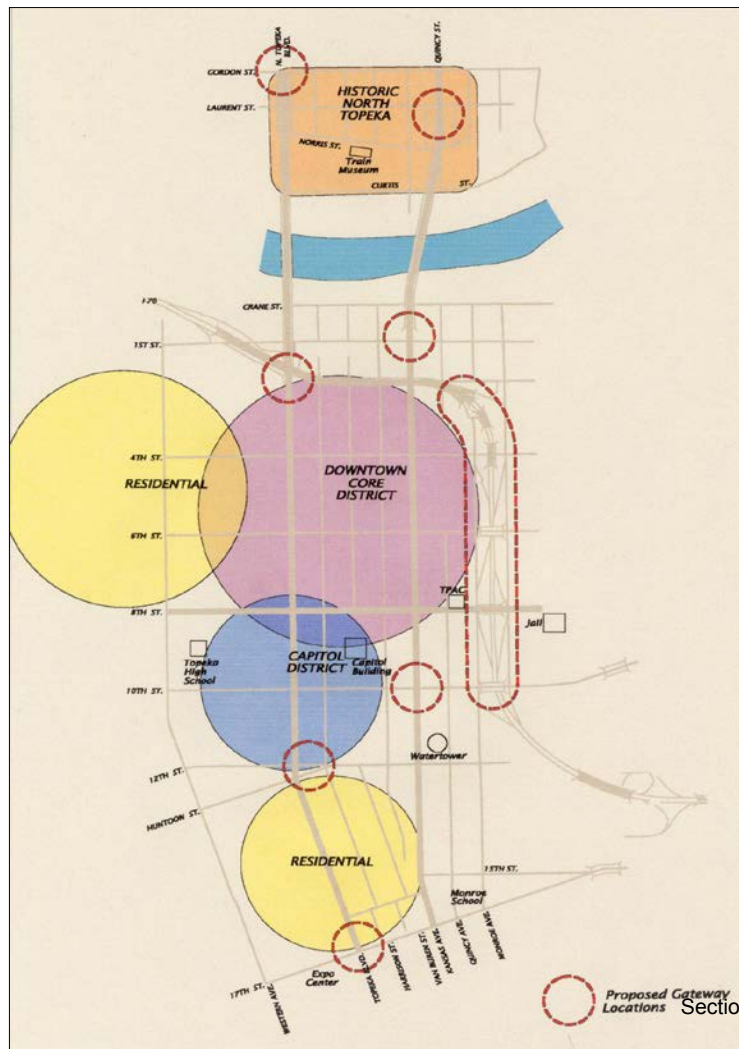 N. TOPEKA
BLVD.
QUINCY ST.
GORDON ST.
HISTORIC
NORTH
TOPEKA
LAURENT ST.
NORRIS ST.
Train
Museum
CURTIS ST.
I-70
CRANE ST.
1ST ST.
4TH ST.
RESIDENTIAL
DOWNTOWN
CORE
DISTRICT
6TH ST.
TPAC
8TH ST.
Jail
Topeka
High
School
CAPITOL
DISTRICT
Capitol
Building
10TH ST.
Watertower
12TH ST.
HUNTOON ST.
RESIDENTIAL
15TH ST.
Monroe
School
17TH ST.
Expo
Center
WESTERN AVE.
TOPEKA BLVD.
HARRISON ST.
VAN BUREN ST.
KANSAS AVE.
QUINCY AVE.
MONROE AVE.
Proposed Gateway
Locations
Sectio